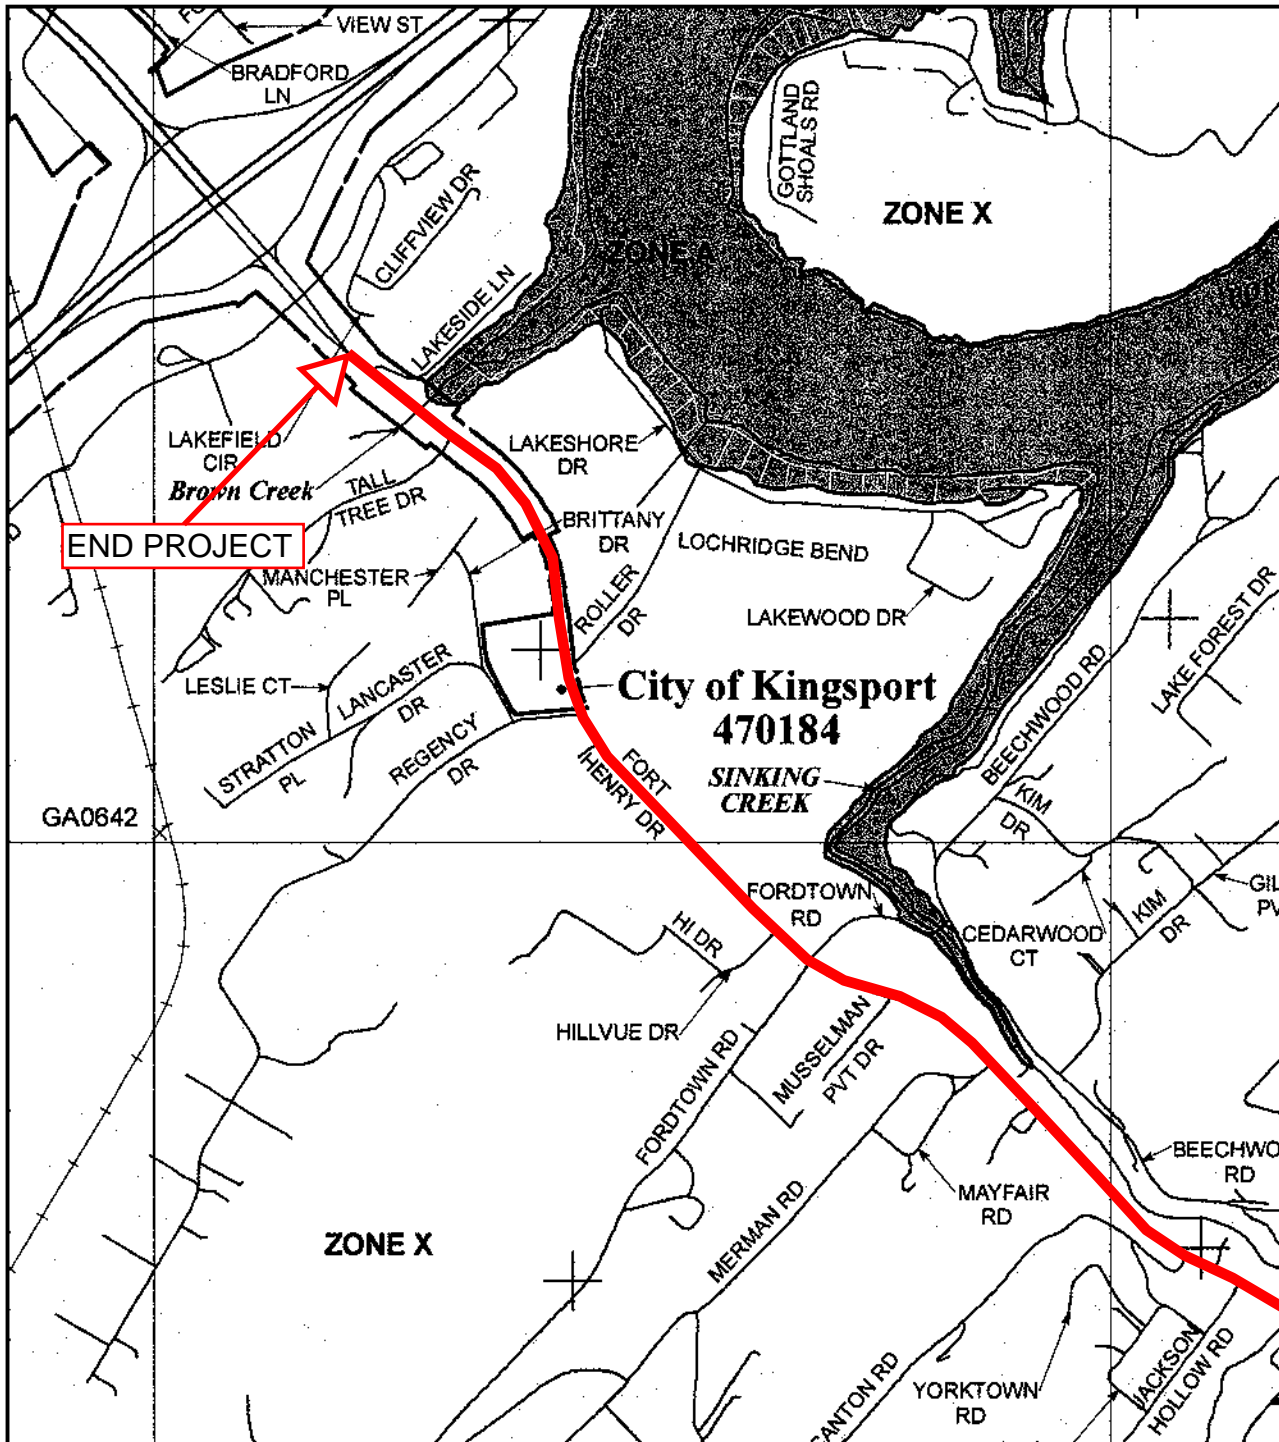 VIEW ST
BRADFORD
LN
GOTTLAND
SHOALS RD
ZONE X
CLIFFVIEW DR
ZONE A
LAKESIDE LN
LAKEFIELD
CIR
Brown Creek
TALL
TREE DR
LAKESHORE
DR
END PROJECT
BRITTANY
DR
LOCHRIDGE BEND
MANCHESTER
PL
ROLLER
DR
LAKEWOOD DR
LAKE FOREST DR
BEECHWOOD RD
LESLIE CT
LANCASTER
DR
STRATTON
PL
REGENCY
DR
City of Kingsport
470184
FORT
HENRY DR
SINKING
CREEK
KIM
DR
GA0642
FORDTOWN
RD
HI DR
CEDARWOOD
CT
KIM
DR
GIL
PV
HILLVUE DR
FORDTOWN RD
MUSSELMAN
PVT DR
BEECHWO
RD
MAYFAIR
RD
MERMAN RD
ZONE X
YORKTOWN
RD
JACKSON
HOLLOW RD
ANTON RD